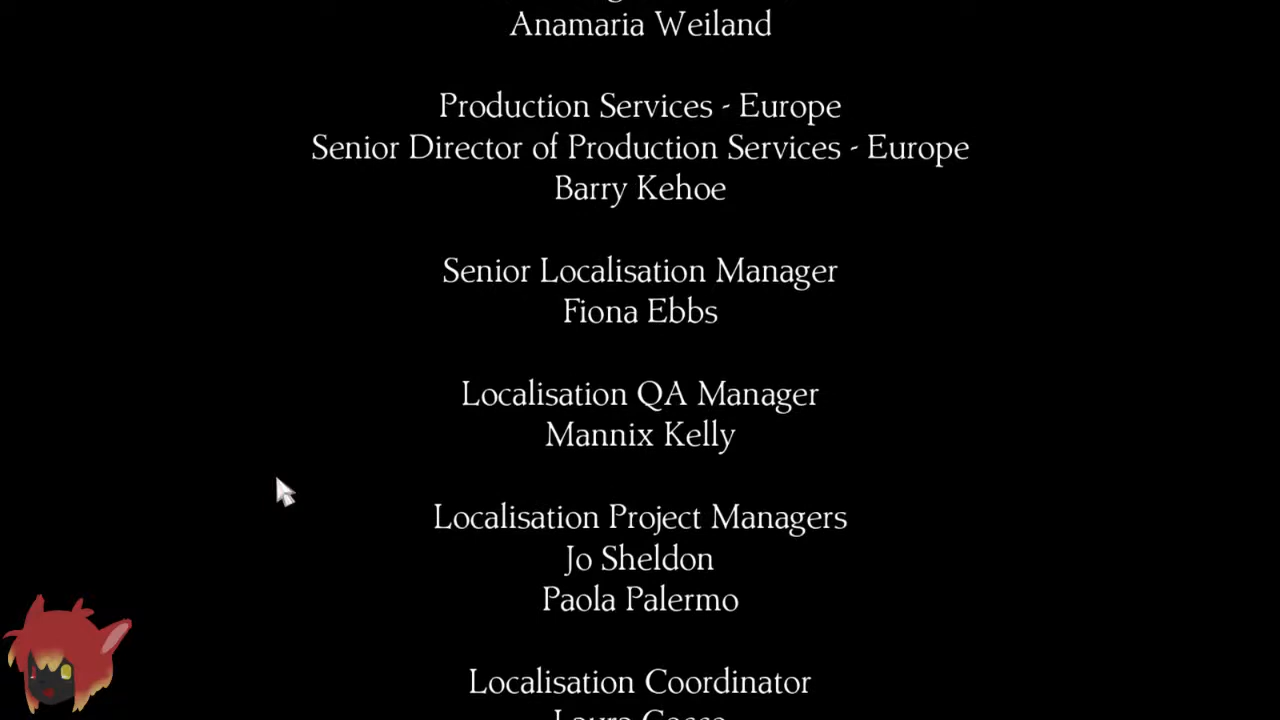 Anamaria Weiland
Production Services - Europe
Senior Director of Production Services - Europe
Barry Kehoe
Senior Localisation Manager
Fiona Ebbs
Localisation QA Manager
Mannix Kelly
Localisation Project Managers
Jo Sheldon
Paola Palermo
Localisation Coordinator